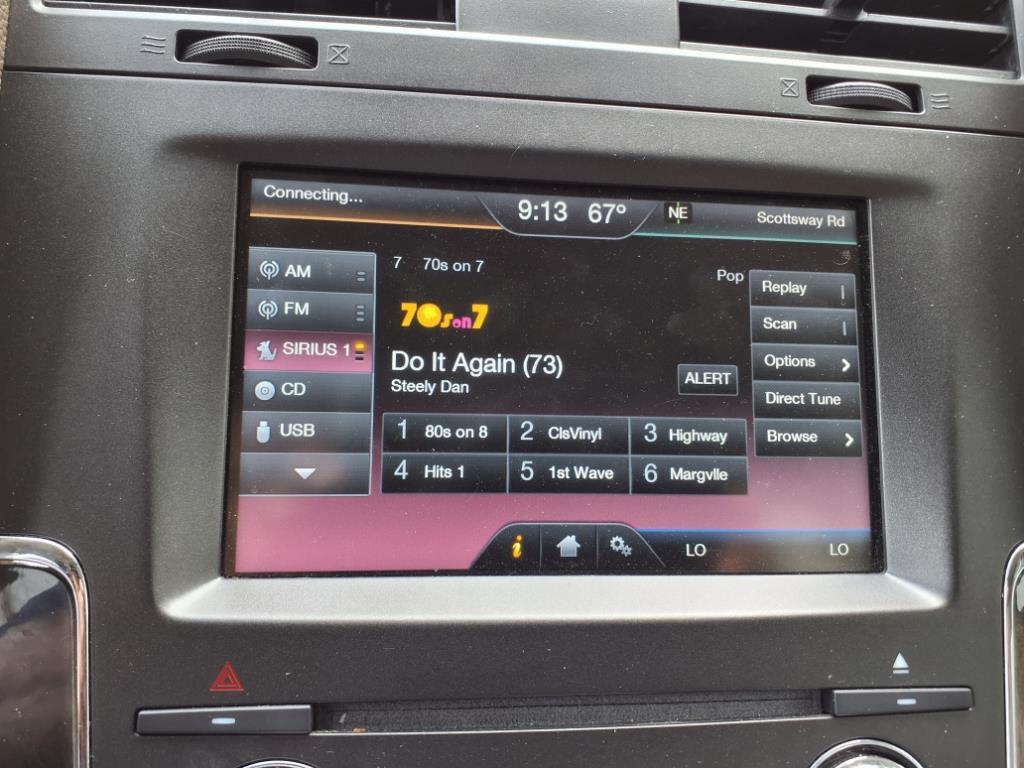 Connecting...
9:13 67° NE Scottsway Rd
AM
FM
SIRIUS 1
CD
USB
7 70s on 7
Pop
70s on 7
Do It Again (73)
Steely Dan
ALERT
1 80s on 8
2 ClsVinyl
3 Highway
4 Hits 1
5 1st Wave
6 Margvlle
Replay
Scan
Options
Direct Tune
Browse
i
LO
LO